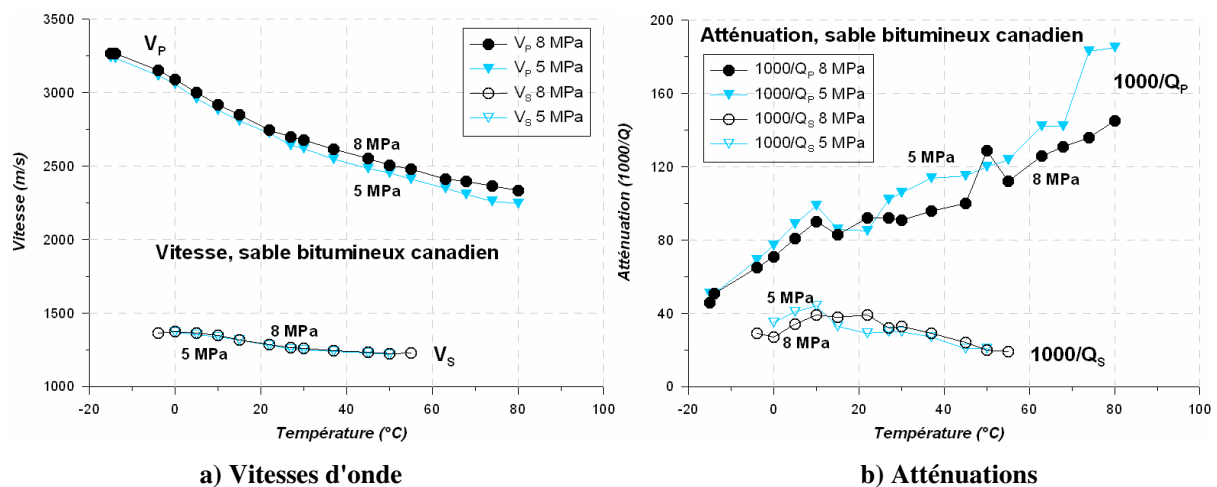 3500
3000
2500
2000
1500
1000
Vitesse (m/s)
V_P
V_P 8 MPa
V_P 5 MPa
V_S 8 MPa
V_S 5 MPa
8 MPa
5 MPa
Vitesse, sable bitumineux canadien
8 MPa
5 MPa
V_S
-20 0 20 40 60 80 100
Température (°C)
a) Vitesses d'onde
200
160
120
80
40
0
Atténuation (1000/Q)
Atténuation, sable bitumineux canadien
1000/Q_P 8 MPa
1000/Q_P 5 MPa
1000/Q_S 8 MPa
1000/Q_S 5 MPa
1000/Q_P
5 MPa
8 MPa
5 MPa
8 MPa
1000/Q_S
-20 0 20 40 60 80 100
Température (°C)
b) Atténuations